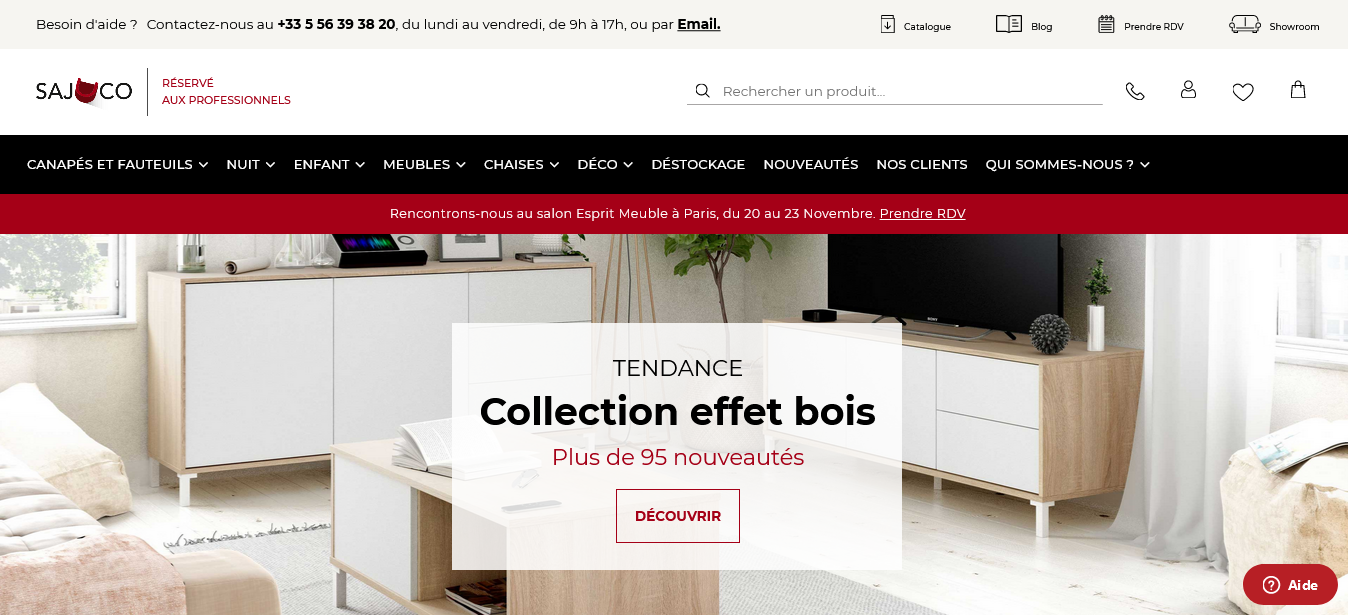 Besoin d'aide ? Contactez-nous au +33 5 56 39 38 20, du lundi au vendredi, de 9h à 17h, ou par Email.
Catalogue
Blog
Prendre RDV
Showroom
SAJOCO
RÉSERVÉ
AUX PROFESSIONNELS
Rechercher un produit...
CANAPÉS ET FAUTEUILS NUIT ENFANT MEUBLES CHAISES DÉCO DÉSTOCKAGE NOUVEAUTÉS NOS CLIENTS QUI SOMMES-NOUS ?
Rencontrons-nous au salon Esprit Meuble à Paris, du 20 au 23 Novembre. Prendre RDV
TENDANCE
Collection effet bois
Plus de 95 nouveautés
DÉCOUVRIR
Aide